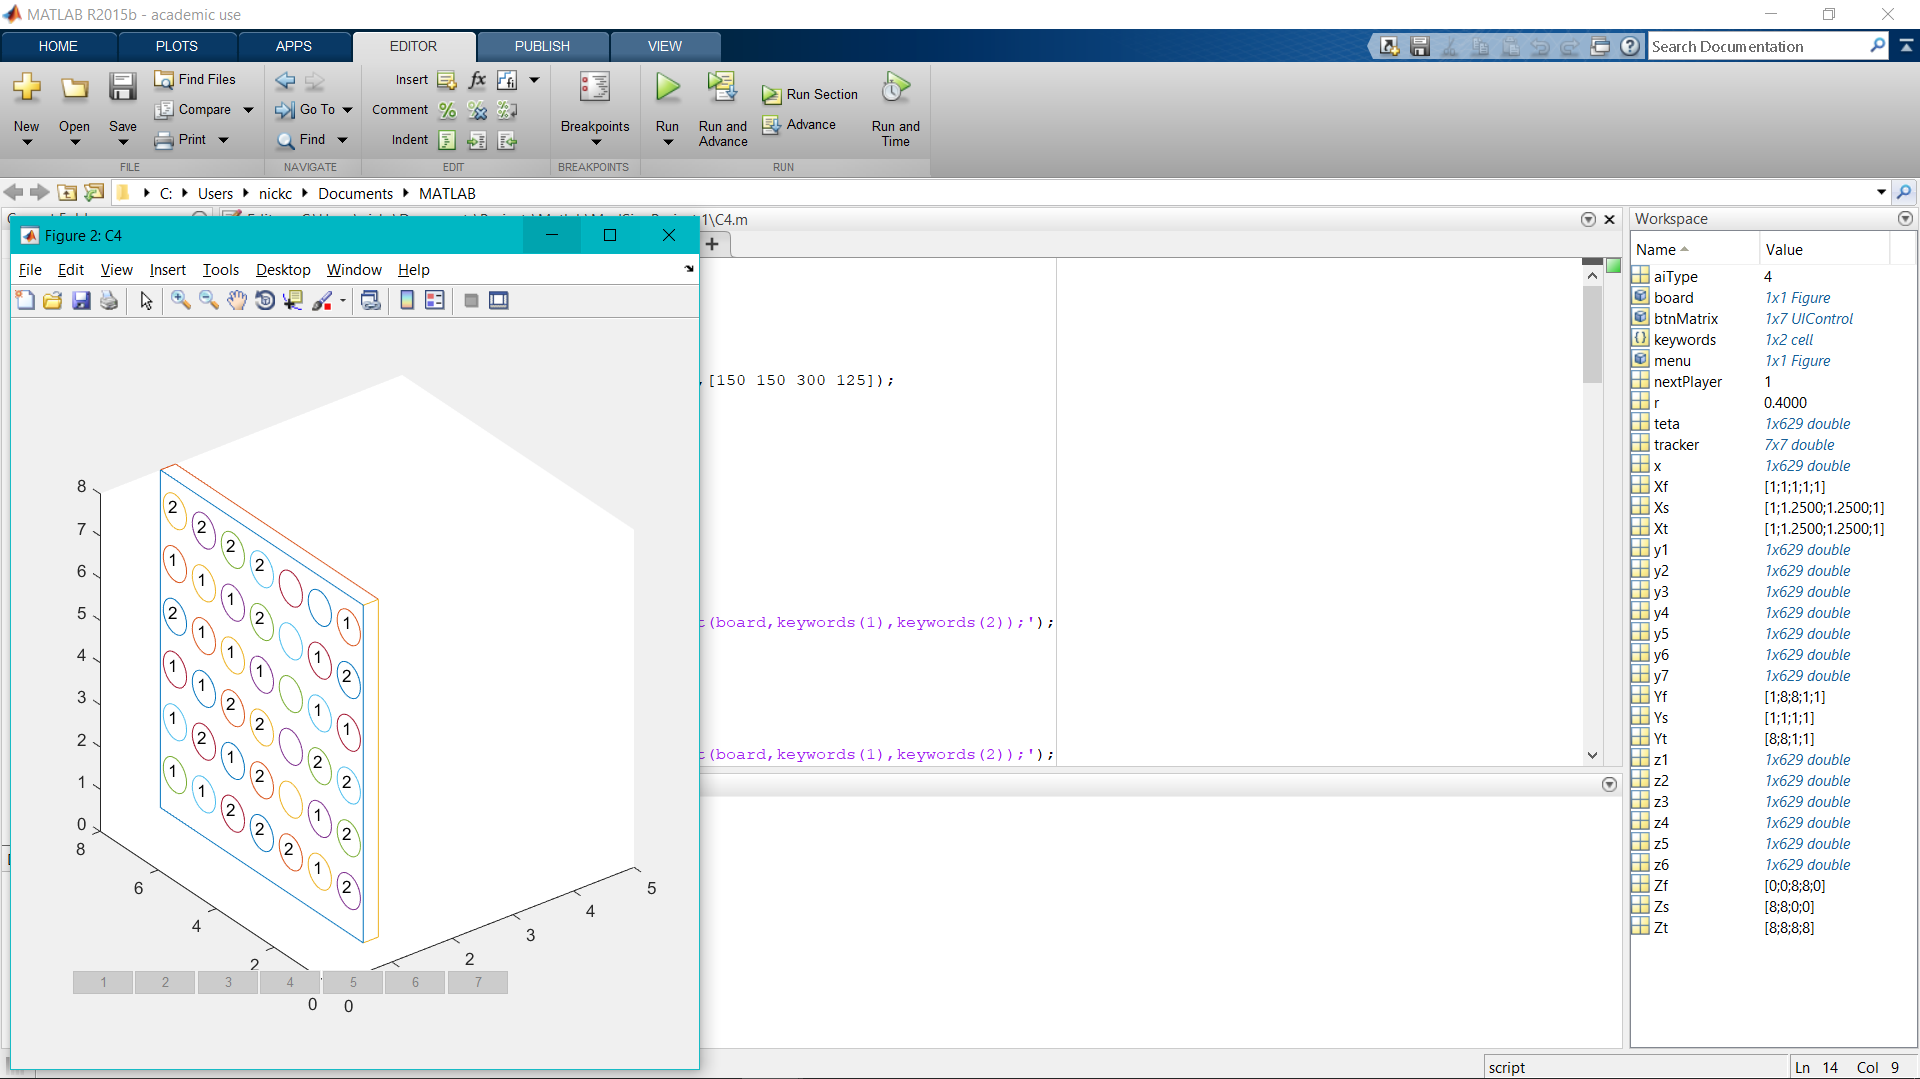 MATLAB R2015b - academic use
HOME PLOTS APPS EDITOR PUBLISH VIEW
Search Documentation
New
Open
Save
Find Files
Compare
Print
FILE
Go To
Find
NAVIGATE
Insert
Comment
Indent
EDIT
Breakpoints
BREAKPOINTS
Run
Run and Advance
Run Section
Advance
Run and Time
RUN
C: Users nickc Documents MATLAB
1\C4.m
Figure 2: C4
File Edit View Insert Tools Desktop Window Help
8
7
6
5
4
3
2
1
0
8
6
4
2
0
0
2
3
4
5
2 2 2 2 1
1 1 1 2 1 2
2 1 1 1 1 1
1 1 2 2 2 2
1 2 1 2 1 2
1 1 2 2 2 1 2
1 2 3 4 5 6 7
,[150 150 300 125]);
t(board,keywords(1),keywords(2));');
t(board,keywords(1),keywords(2));');
Workspace
Name Value
aiType 4
board 1x1 Figure
btnMatrix 1x7 UIControl
keywords 1x2 cell
menu 1x1 Figure
nextPlayer 1
r 0.4000
teta 1x629 double
tracker 7x7 double
x 1x629 double
Xf [1;1;1;1;1]
Xs [1;1.2500;1.2500;1]
Xt [1;1.2500;1.2500;1]
y1 1x629 double
y2 1x629 double
y3 1x629 double
y4 1x629 double
y5 1x629 double
y6 1x629 double
y7 1x629 double
Yf [1;8;8;1;1]
Ys [1;1;1;1]
Yt [8;8;1;1]
z1 1x629 double
z2 1x629 double
z3 1x629 double
z4 1x629 double
z5 1x629 double
z6 1x629 double
Zf [0;0;8;8;0]
Zs [8;8;0;0]
Zt [8;8;8;8]
script
Ln 14 Col 9